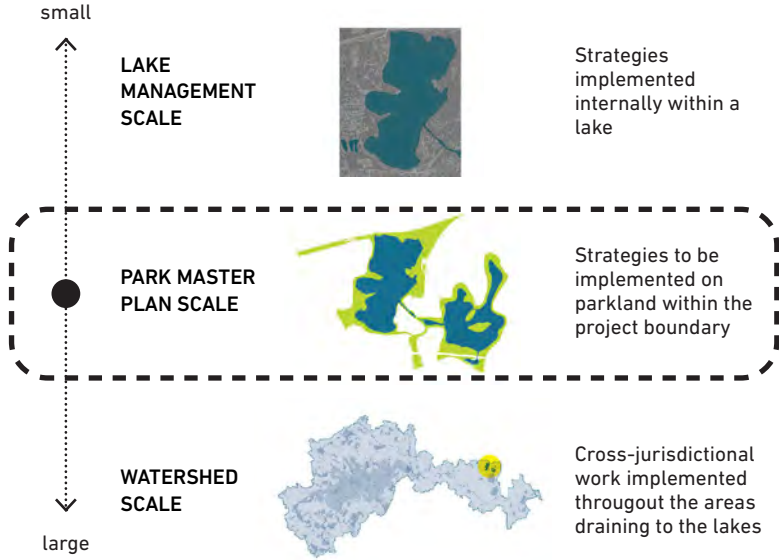 small
LAKE
MANAGEMENT
SCALE
Strategies
implemented
internally within a
lake
PARK MASTER
PLAN SCALE
Strategies to be
implemented on
parkland within the
project boundary
WATERSHED
SCALE
Cross-jurisdictional
work implemented
througout the areas
draining to the lakes
large